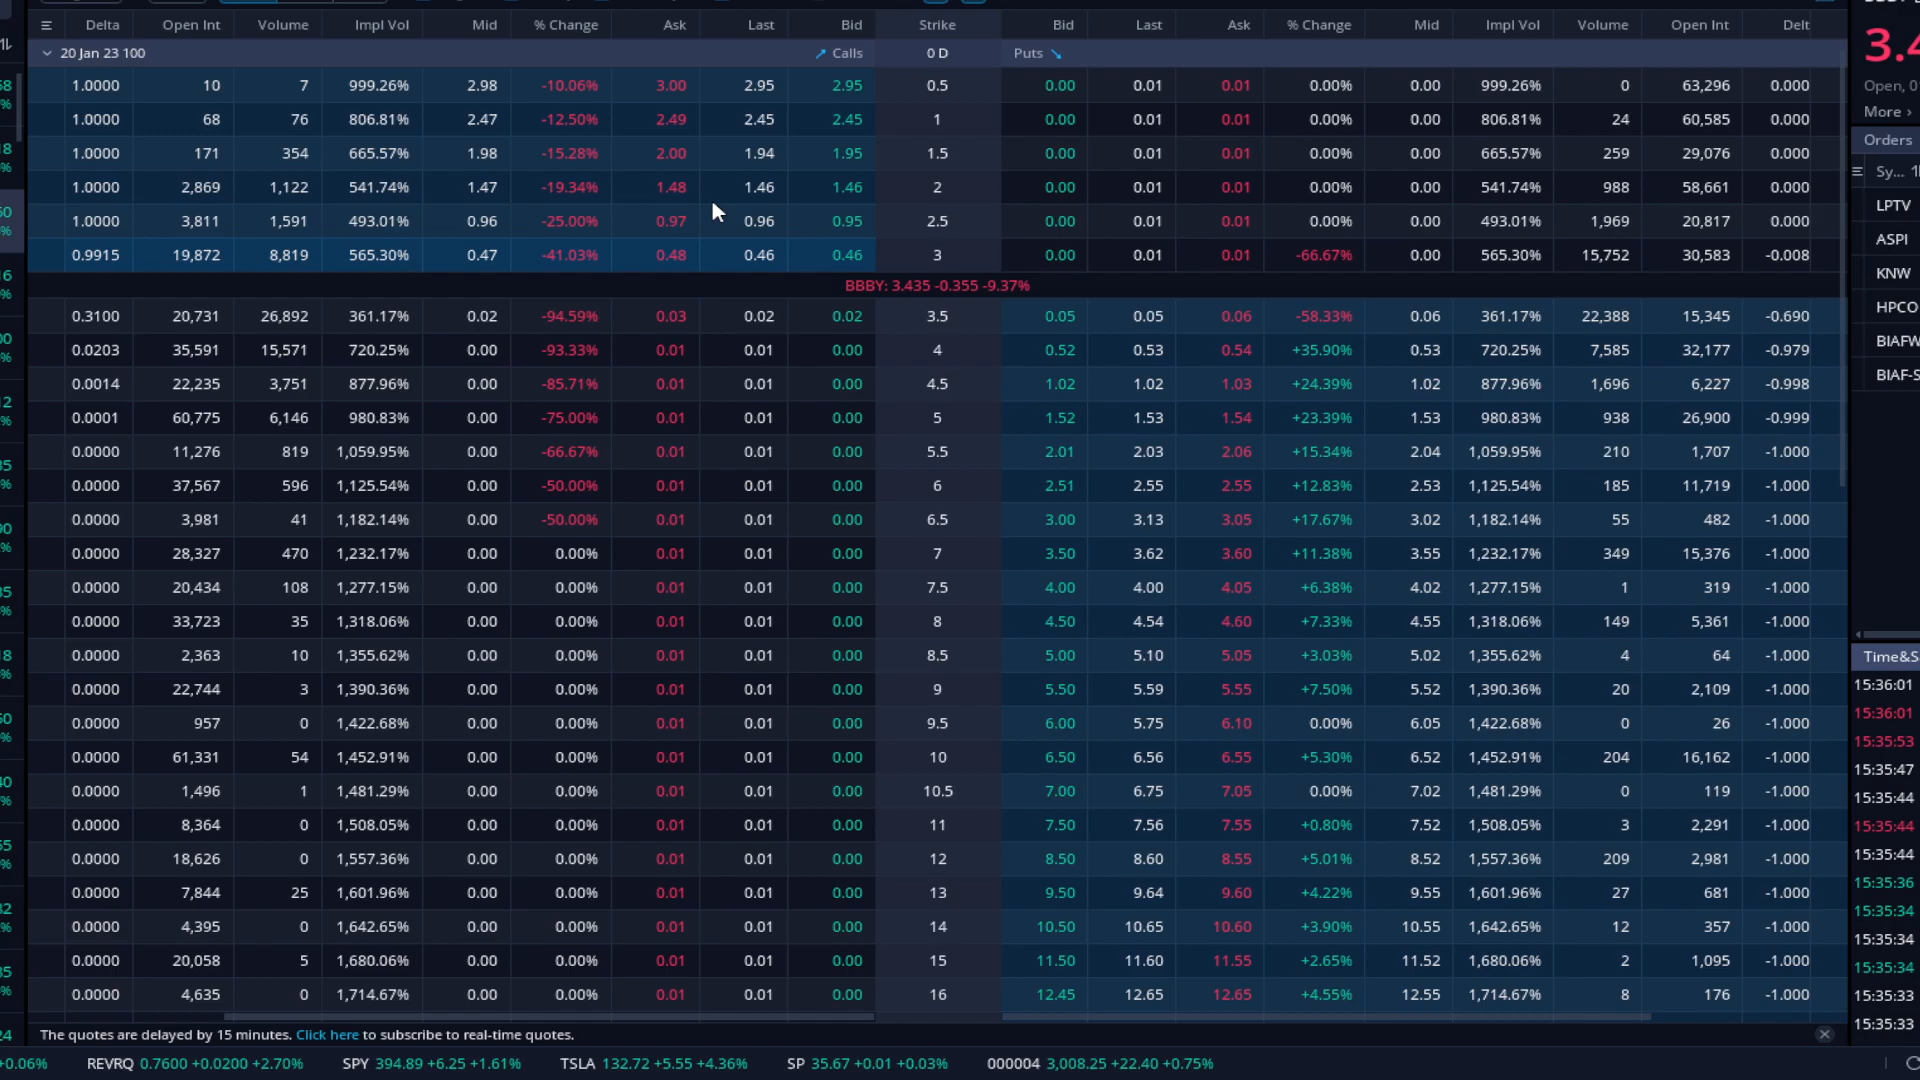 Delta Open Int Volume Impl Vol Mid % Change Ask Last Bid Strike Bid Last Ask % Change Mid Impl Vol Volume Open Int Delt
20 Jan 23 100 Calls 0 D Puts
1.0000 10 7 999.26% 2.98 -10.06% 3.00 2.95 2.95 0.5 0.00 0.01 0.01 0.00% 0.00 999.26% 0 63,296 0.000
1.0000 68 76 806.81% 2.47 -12.50% 2.49 2.45 2.45 1 0.00 0.01 0.01 0.00% 0.00 806.81% 24 60,585 0.000
1.0000 171 354 665.57% 1.98 -15.28% 2.00 1.94 1.95 1.5 0.00 0.01 0.01 0.00% 0.00 665.57% 259 29,076 0.000
1.0000 2,869 1,122 541.74% 1.47 -19.34% 1.48 1.46 1.46 2 0.00 0.01 0.01 0.00% 0.00 541.74% 988 58,661 0.000
1.0000 3,811 1,591 493.01% 0.96 -25.00% 0.97 0.96 0.95 2.5 0.00 0.01 0.01 0.00% 0.00 493.01% 1,969 20,817 0.000
0.9915 19,872 8,819 565.30% 0.47 -41.03% 0.48 0.46 0.46 3 0.00 0.01 0.01 -66.67% 0.00 565.30% 15,752 30,583 -0.008
BBBY: 3.435 -0.355 -9.37%
0.3100 20,731 26,892 361.17% 0.02 -94.59% 0.03 0.02 0.02 3.5 0.05 0.05 0.06 -58.33% 0.06 361.17% 22,388 15,345 -0.690
0.0203 35,591 15,571 720.25% 0.00 -93.33% 0.01 0.01 0.00 4 0.52 0.53 0.54 +35.90% 0.53 720.25% 7,585 32,177 -0.979
0.0014 22,235 3,751 877.96% 0.00 -85.71% 0.01 0.01 0.00 4.5 1.02 1.02 1.03 +24.39% 1.02 877.96% 1,696 6,227 -0.998
0.0001 60,775 6,146 980.83% 0.00 -75.00% 0.01 0.01 0.00 5 1.52 1.53 1.54 +23.39% 1.53 980.83% 938 26,900 -0.999
0.0000 11,276 819 1,059.95% 0.00 -66.67% 0.01 0.01 0.00 5.5 2.01 2.03 2.06 +15.34% 2.04 1,059.95% 210 1,707 -1.000
0.0000 37,567 596 1,125.54% 0.00 -50.00% 0.01 0.01 0.00 6 2.51 2.55 2.55 +12.83% 2.53 1,125.54% 185 11,719 -1.000
0.0000 3,981 41 1,182.14% 0.00 -50.00% 0.01 0.01 0.00 6.5 3.00 3.13 3.05 +17.67% 3.02 1,182.14% 55 482 -1.000
0.0000 28,327 470 1,232.17% 0.00 0.00% 0.01 0.01 0.00 7 3.50 3.62 3.60 +11.38% 3.55 1,232.17% 349 15,376 -1.000
0.0000 20,434 108 1,277.15% 0.00 0.00% 0.01 0.01 0.00 7.5 4.00 4.00 4.05 +6.38% 4.02 1,277.15% 1 319 -1.000
0.0000 33,723 35 1,318.06% 0.00 0.00% 0.01 0.01 0.00 8 4.50 4.54 4.60 +7.33% 4.55 1,318.06% 149 5,361 -1.000
0.0000 2,363 10 1,355.62% 0.00 0.00% 0.01 0.01 0.00 8.5 5.00 5.10 5.05 +3.03% 5.02 1,355.62% 4 64 -1.000
0.0000 22,744 3 1,390.36% 0.00 0.00% 0.01 0.01 0.00 9 5.50 5.59 5.55 +7.50% 5.52 1,390.36% 20 2,109 -1.000
0.0000 957 0 1,422.68% 0.00 0.00% 0.01 0.01 0.00 9.5 6.00 5.75 6.10 0.00% 6.05 1,422.68% 0 26 -1.000
0.0000 61,331 54 1,452.91% 0.00 0.00% 0.01 0.01 0.00 10 6.50 6.56 6.55 +5.30% 6.52 1,452.91% 204 16,162 -1.000
0.0000 1,496 1 1,481.29% 0.00 0.00% 0.01 0.01 0.00 10.5 7.00 6.75 7.05 0.00% 7.02 1,481.29% 0 119 -1.000
0.0000 8,364 0 1,508.05% 0.00 0.00% 0.01 0.01 0.00 11 7.50 7.56 7.55 +0.80% 7.52 1,508.05% 3 2,291 -1.000
0.0000 18,626 0 1,557.36% 0.00 0.00% 0.01 0.01 0.00 12 8.50 8.60 8.55 +5.01% 8.52 1,557.36% 209 2,981 -1.000
0.0000 7,844 25 1,601.96% 0.00 0.00% 0.01 0.01 0.00 13 9.50 9.64 9.60 +4.22% 9.55 1,601.96% 27 681 -1.000
0.0000 4,395 0 1,642.65% 0.00 0.00% 0.01 0.01 0.00 14 10.50 10.65 10.60 +3.90% 10.55 1,642.65% 12 357 -1.000
0.0000 20,058 5 1,680.06% 0.00 0.00% 0.01 0.01 0.00 15 11.50 11.60 11.55 +2.65% 11.52 1,680.06% 2 1,095 -1.000
0.0000 4,635 0 1,714.67% 0.00 0.00% 0.01 0.01 0.00 16 12.45 12.65 12.65 +4.55% 12.55 1,714.67% 8 176 -1.000
The quotes are delayed by 15 minutes. Click here to subscribe to real-time quotes.
+0.06% REVRQ 0.7600 +0.0200 +2.70% SPY 394.89 +6.25 +1.61% TSLA 132.72 +5.55 +4.36% SP 35.67 +0.01 +0.03% 000004 3,008.25 +22.40 +0.75%
3.4
Open, 0
More
Orders
Sy...
LPTV
ASPI
KNW
HPCO
BIAFW
BIAF-S
Time&S
15:36:01
15:36:01
15:35:53
15:35:47
15:35:44
15:35:44
15:35:44
15:35:36
15:35:34
15:35:34
15:35:34
15:35:33
15:35:33